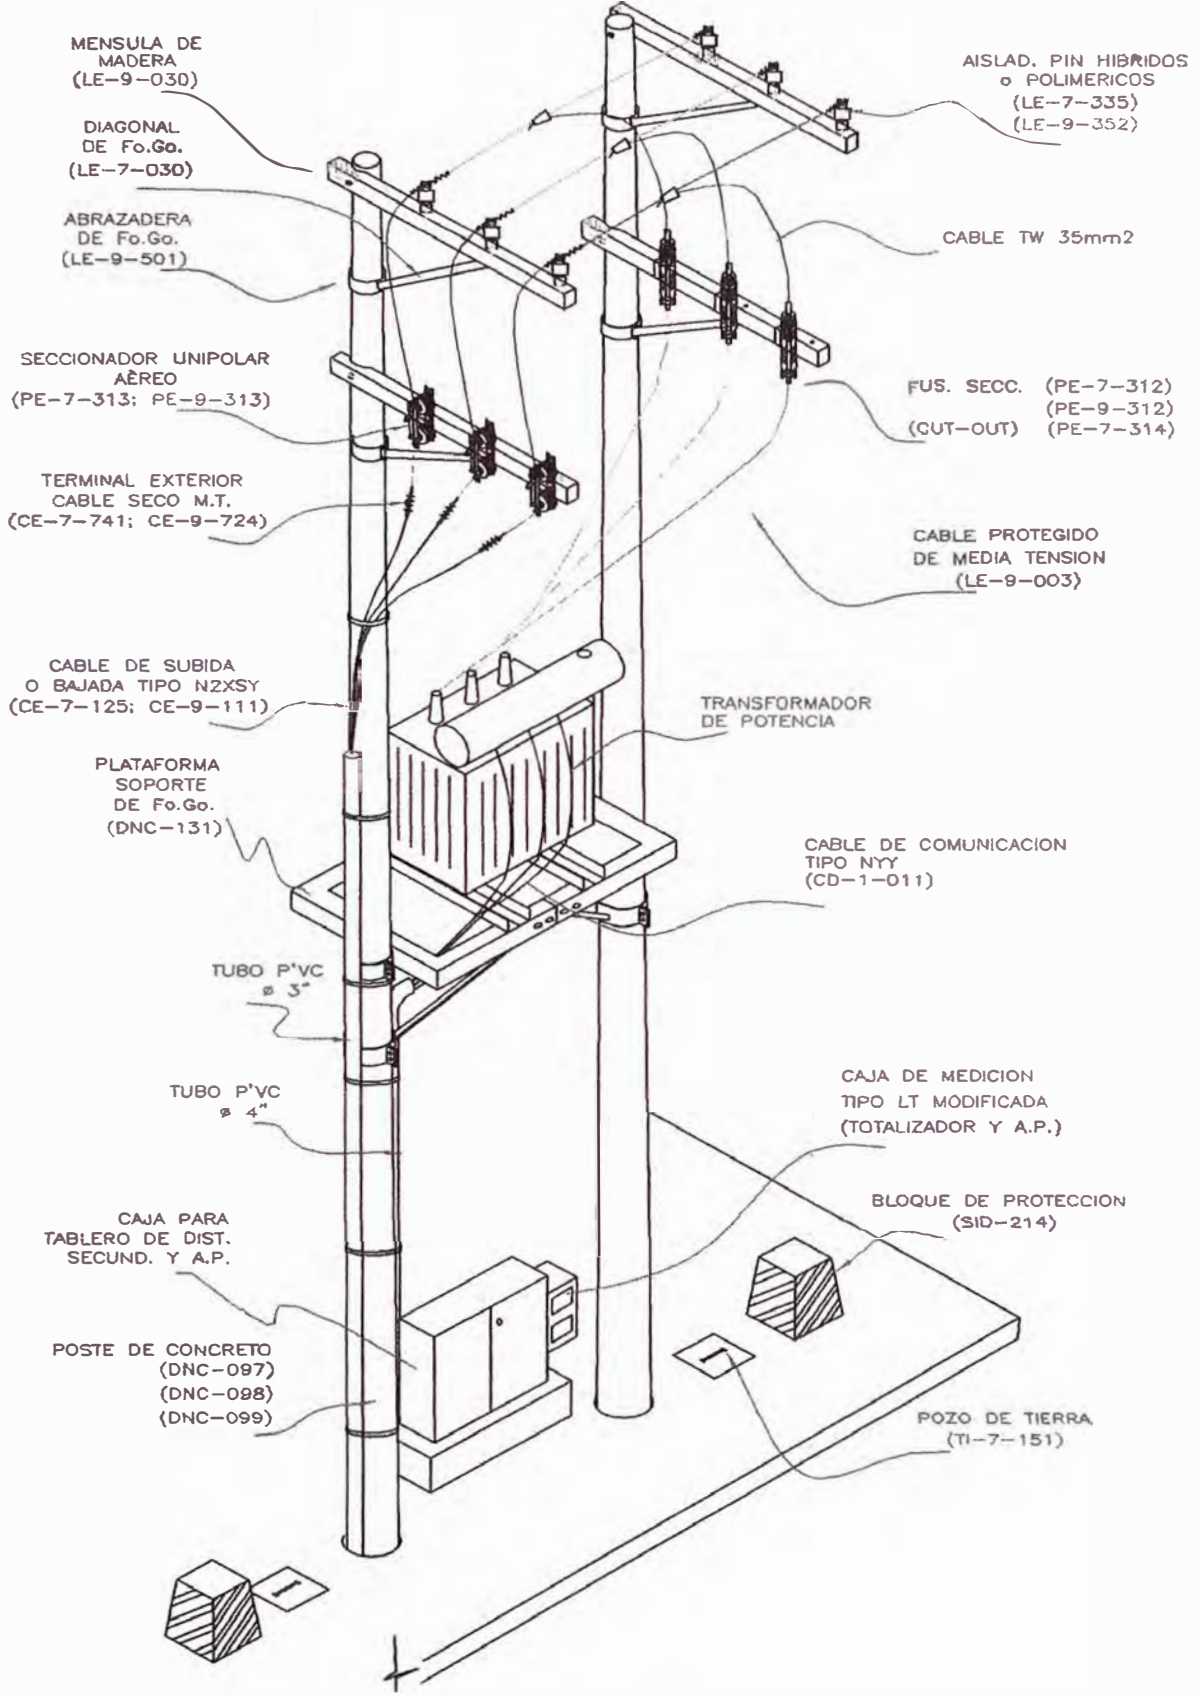 MENSULA DE
MADERA
(LE-9-030)
DIAGONAL
DE Fo.Go.
(LE-7-030)
ABRAZADERA
DE Fo.Go.
(LE-9-501)
SECCIONADOR UNIPOLAR
AÈREO
(PE-7-313; PE-9-313)
TERMINAL EXTERIOR
CABLE SECO M.T.
(CE-7-741; CE-9-724)
CABLE DE SUBIDA
O BAJADA TIPO N2XSY
(CE-7-125; CE-9-111)
PLATAFORMA
SOPORTE
DE Fo.Go.
(DNC-131)
TUBO P'VC
ø 3"
TUBO P'VC
ø 4"
CAJA PARA
TABLERO DE DIST.
SECUND. Y A.P.
POSTE DE CONCRETO
(DNC-097)
(DNC-098)
(DNC-099)
AISLAD. PIN HIBRIDOS
o POLIMERICOS
(LE-7-335)
(LE-9-352)
CABLE TW 35mm2
FUS. SECC. (PE-7-312)
(PE-9-312)
(CUT-OUT) (PE-7-314)
CABLE PROTEGIDO
DE MEDIA TENSION
(LE-9-003)
TRANSFORMADOR
DE POTENCIA
CABLE DE COMUNICACION
TIPO NYY
(CD-1-011)
CAJA DE MEDICION
TIPO LT MODIFICADA
(TOTALIZADOR Y A.P.)
BLOQUE DE PROTECCION
(SID-214)
POZO DE TIERRA
(TI-7-151)